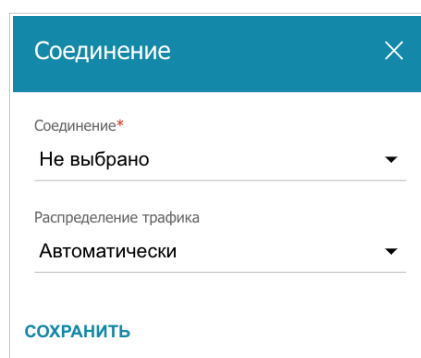 Соединение
Соединение*
Не выбрано
Распределение трафика
Автоматически
СОХРАНИТЬ